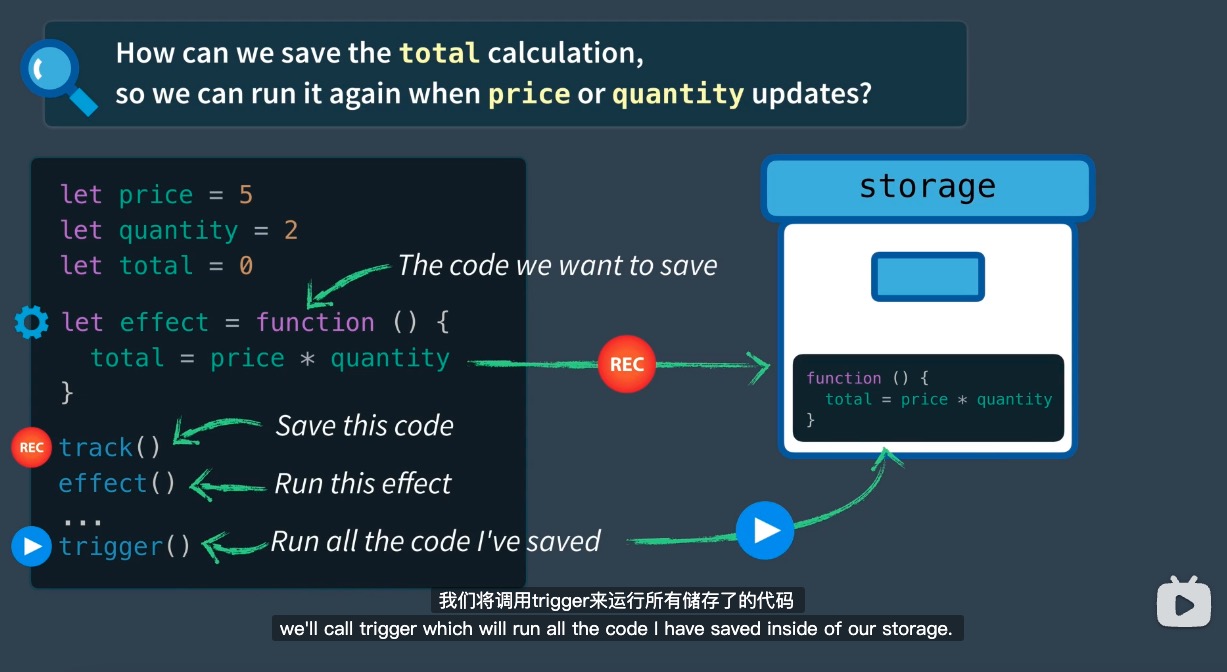 How can we save the total calculation,
so we can run it again when price or quantity updates?
let price = 5
let quantity = 2
let total = 0
The code we want to save
let effect = function () {
total = price * quantity
}
REC
storage
function () {
total = price * quantity
}
Save this code
REC
track()
effect()
Run this effect
...
trigger()
Run all the code I've saved
我们将调用trigger来运行所有储存了的代码
we'll call trigger which will run all the code I have saved inside of our storage.